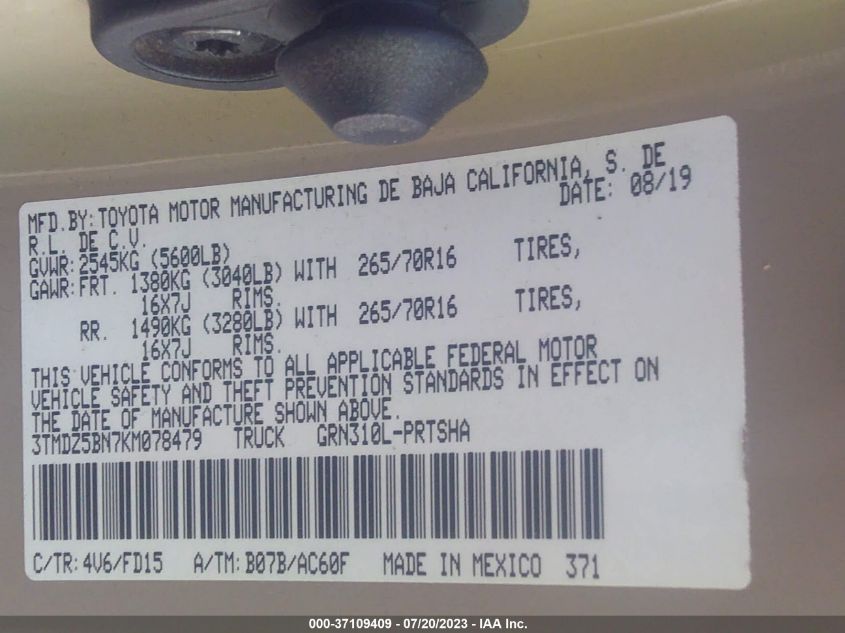 MFD.BY:TOYOTA MOTOR MANUFACTURING DE BAJA CALIFORNIA, S. DE
R.L. DE C.V. DATE: 08/19
GVWR:2545KG (5600LB)
GAWR:FRT. 1380KG (3040LB) WITH 265/70R16 TIRES,
16X7J RIMS.
RR. 1490KG (3280LB) WITH 265/70R16 TIRES,
16X7J RIMS.
THIS VEHICLE CONFORMS TO ALL APPLICABLE FEDERAL MOTOR
VEHICLE SAFETY AND THEFT PREVENTION STANDARDS IN EFFECT ON
THE DATE OF MANUFACTURE SHOWN ABOVE.
3TMDZ5BN7KM078479 TRUCK GRN310L-PRTSHA
C/TR:4V6/FD15 A/TM:B07B/AC60F MADE IN MEXICO 371
000-37109409 - 07/20/2023 - IAA Inc.